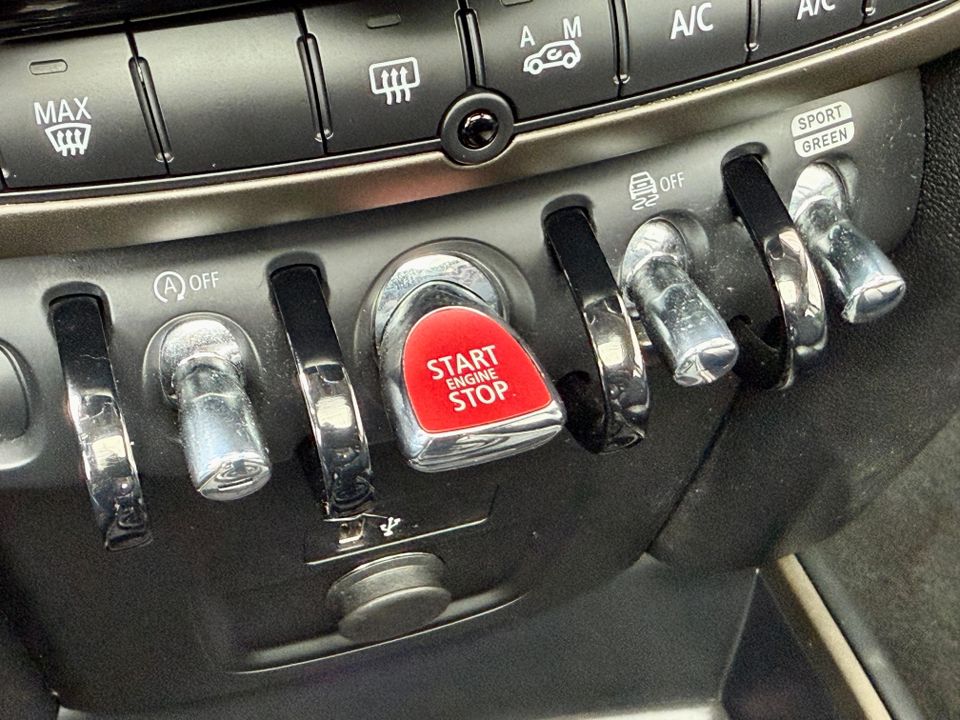 MAX
A M
A/C
A/C
SPORT
GREEN
OFF
A OFF
START
ENGINE
STOP